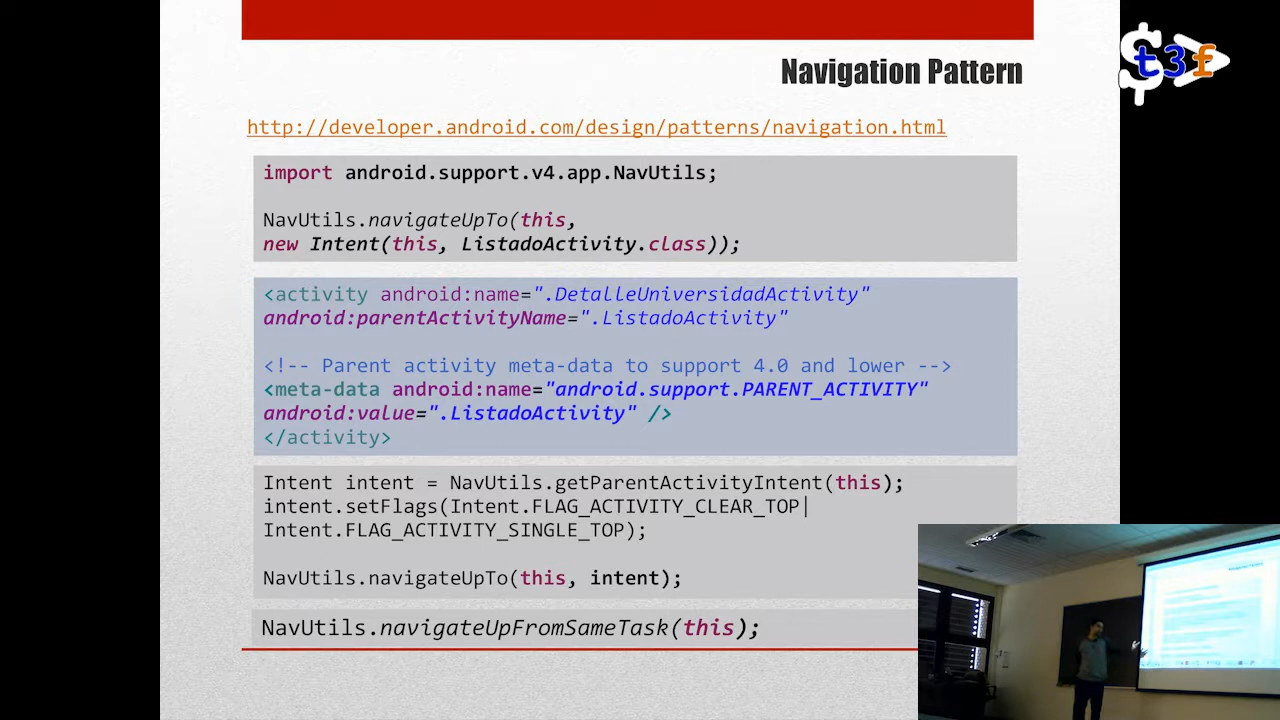 Navigation Pattern
t3f
http://developer.android.com/design/patterns/navigation.html
import android.support.v4.app.NavUtils;
NavUtils.navigateUpTo(this,
new Intent(this, ListadoActivity.class));
<activity android:name=".DetalleUniversidadActivity"
android:parentActivityName=".ListadoActivity"
<!-- Parent activity meta-data to support 4.0 and lower -->
<meta-data android:name="android.support.PARENT_ACTIVITY"
android:value=".ListadoActivity" />
</activity>
Intent intent = NavUtils.getParentActivityIntent(this);
intent.setFlags(Intent.FLAG_ACTIVITY_CLEAR_TOP|
Intent.FLAG_ACTIVITY_SINGLE_TOP);
NavUtils.navigateUpTo(this, intent);
NavUtils.navigateUpFromSameTask(this);